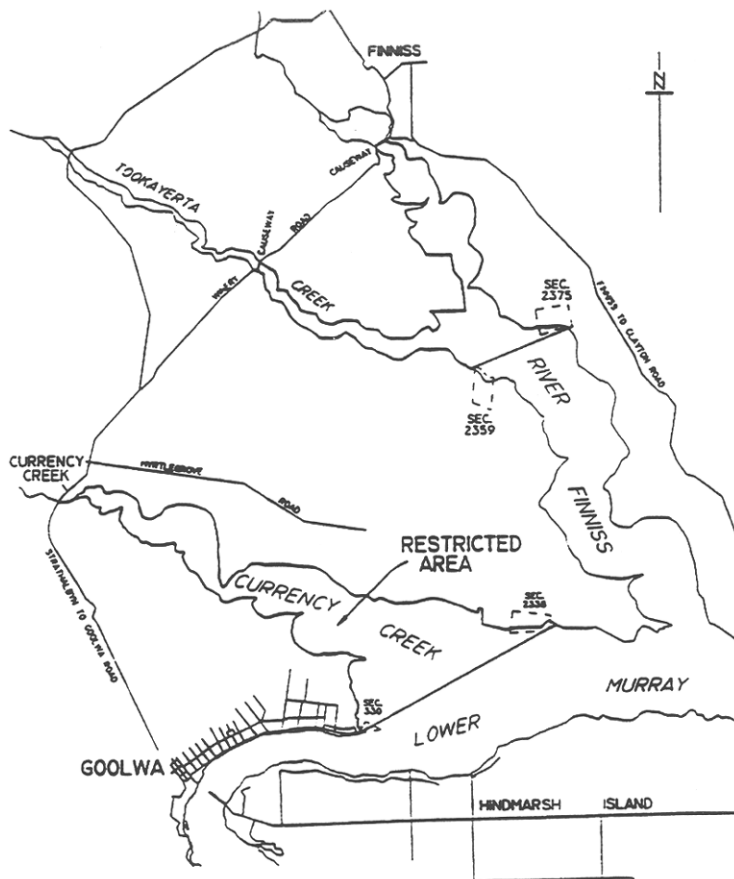 FINNISS
N
TOOKAYERTA
CAUSEWAY
CAUSEWAY
ROAD
WINERY
CREEK
SEC.
2375
FINNISS TO CLAYTON ROAD
RIVER
SEC.
2359
CURRENCY
CREEK
MYRTLEGROVE
ROAD
FINNISS
RESTRICTED
AREA
STRATHALBYN TO GOOLWA ROAD
CURRENCY
SEC.
2338
CREEK
MURRAY
SEC.
330
LOWER
GOOLWA
HINDMARSH ISLAND